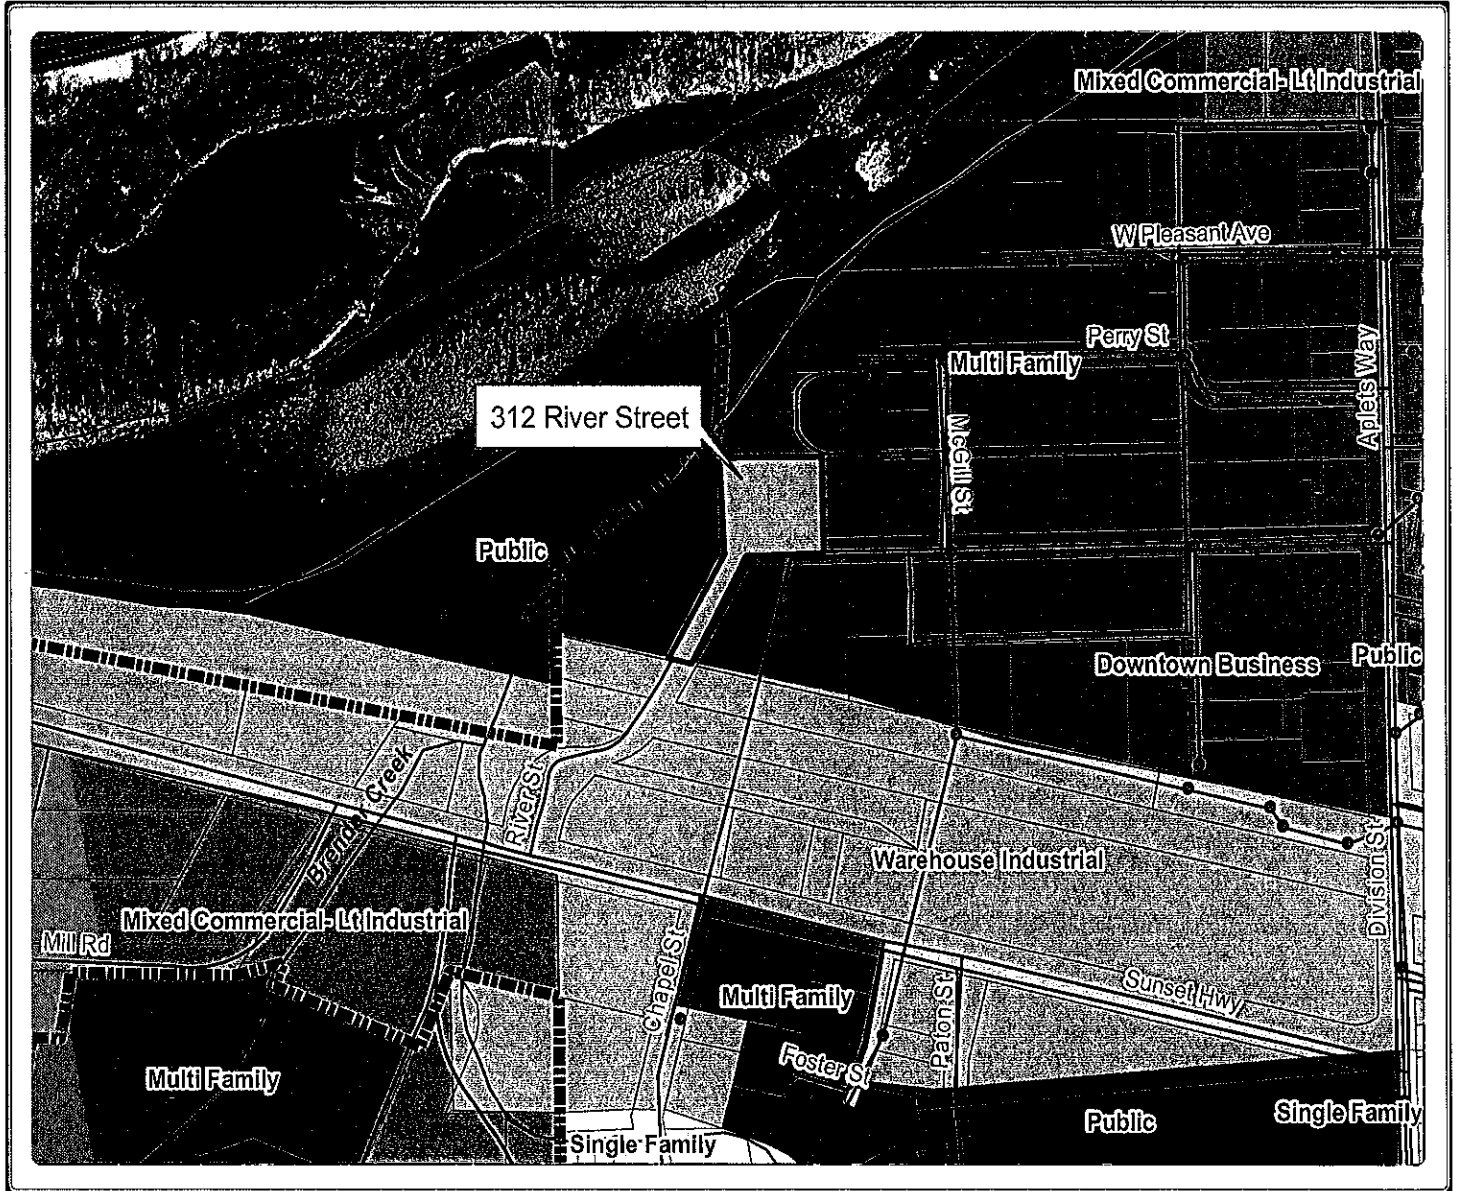 Mixed Commercial- Lt Industrial
W Pleasant Ave
Perry St
Multi Family
Aplets Way
312 River Street
McGill St
Public
Downtown Business
Public
Brender Creek
River St
Warehouse Industrial
Division St
Mixed Commercial- Lt Industrial
Mill Rd
Chapel St
Multi Family
Paton St
Sunset Hwy
Foster St
Multi Family
Public
Single Family
Single Family